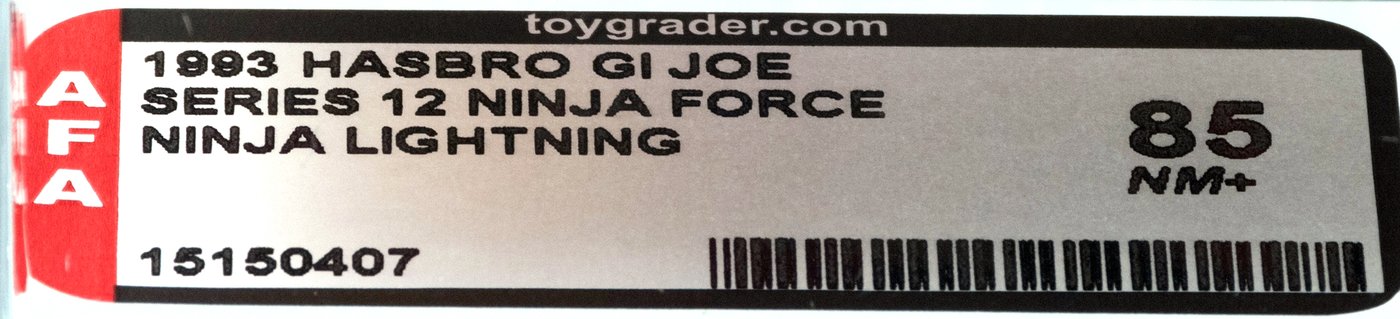 toygrader.com
AFA
1993 HASBRO GI JOE
SERIES 12 NINJA FORCE
NINJA LIGHTNING
85
NM+
15150407